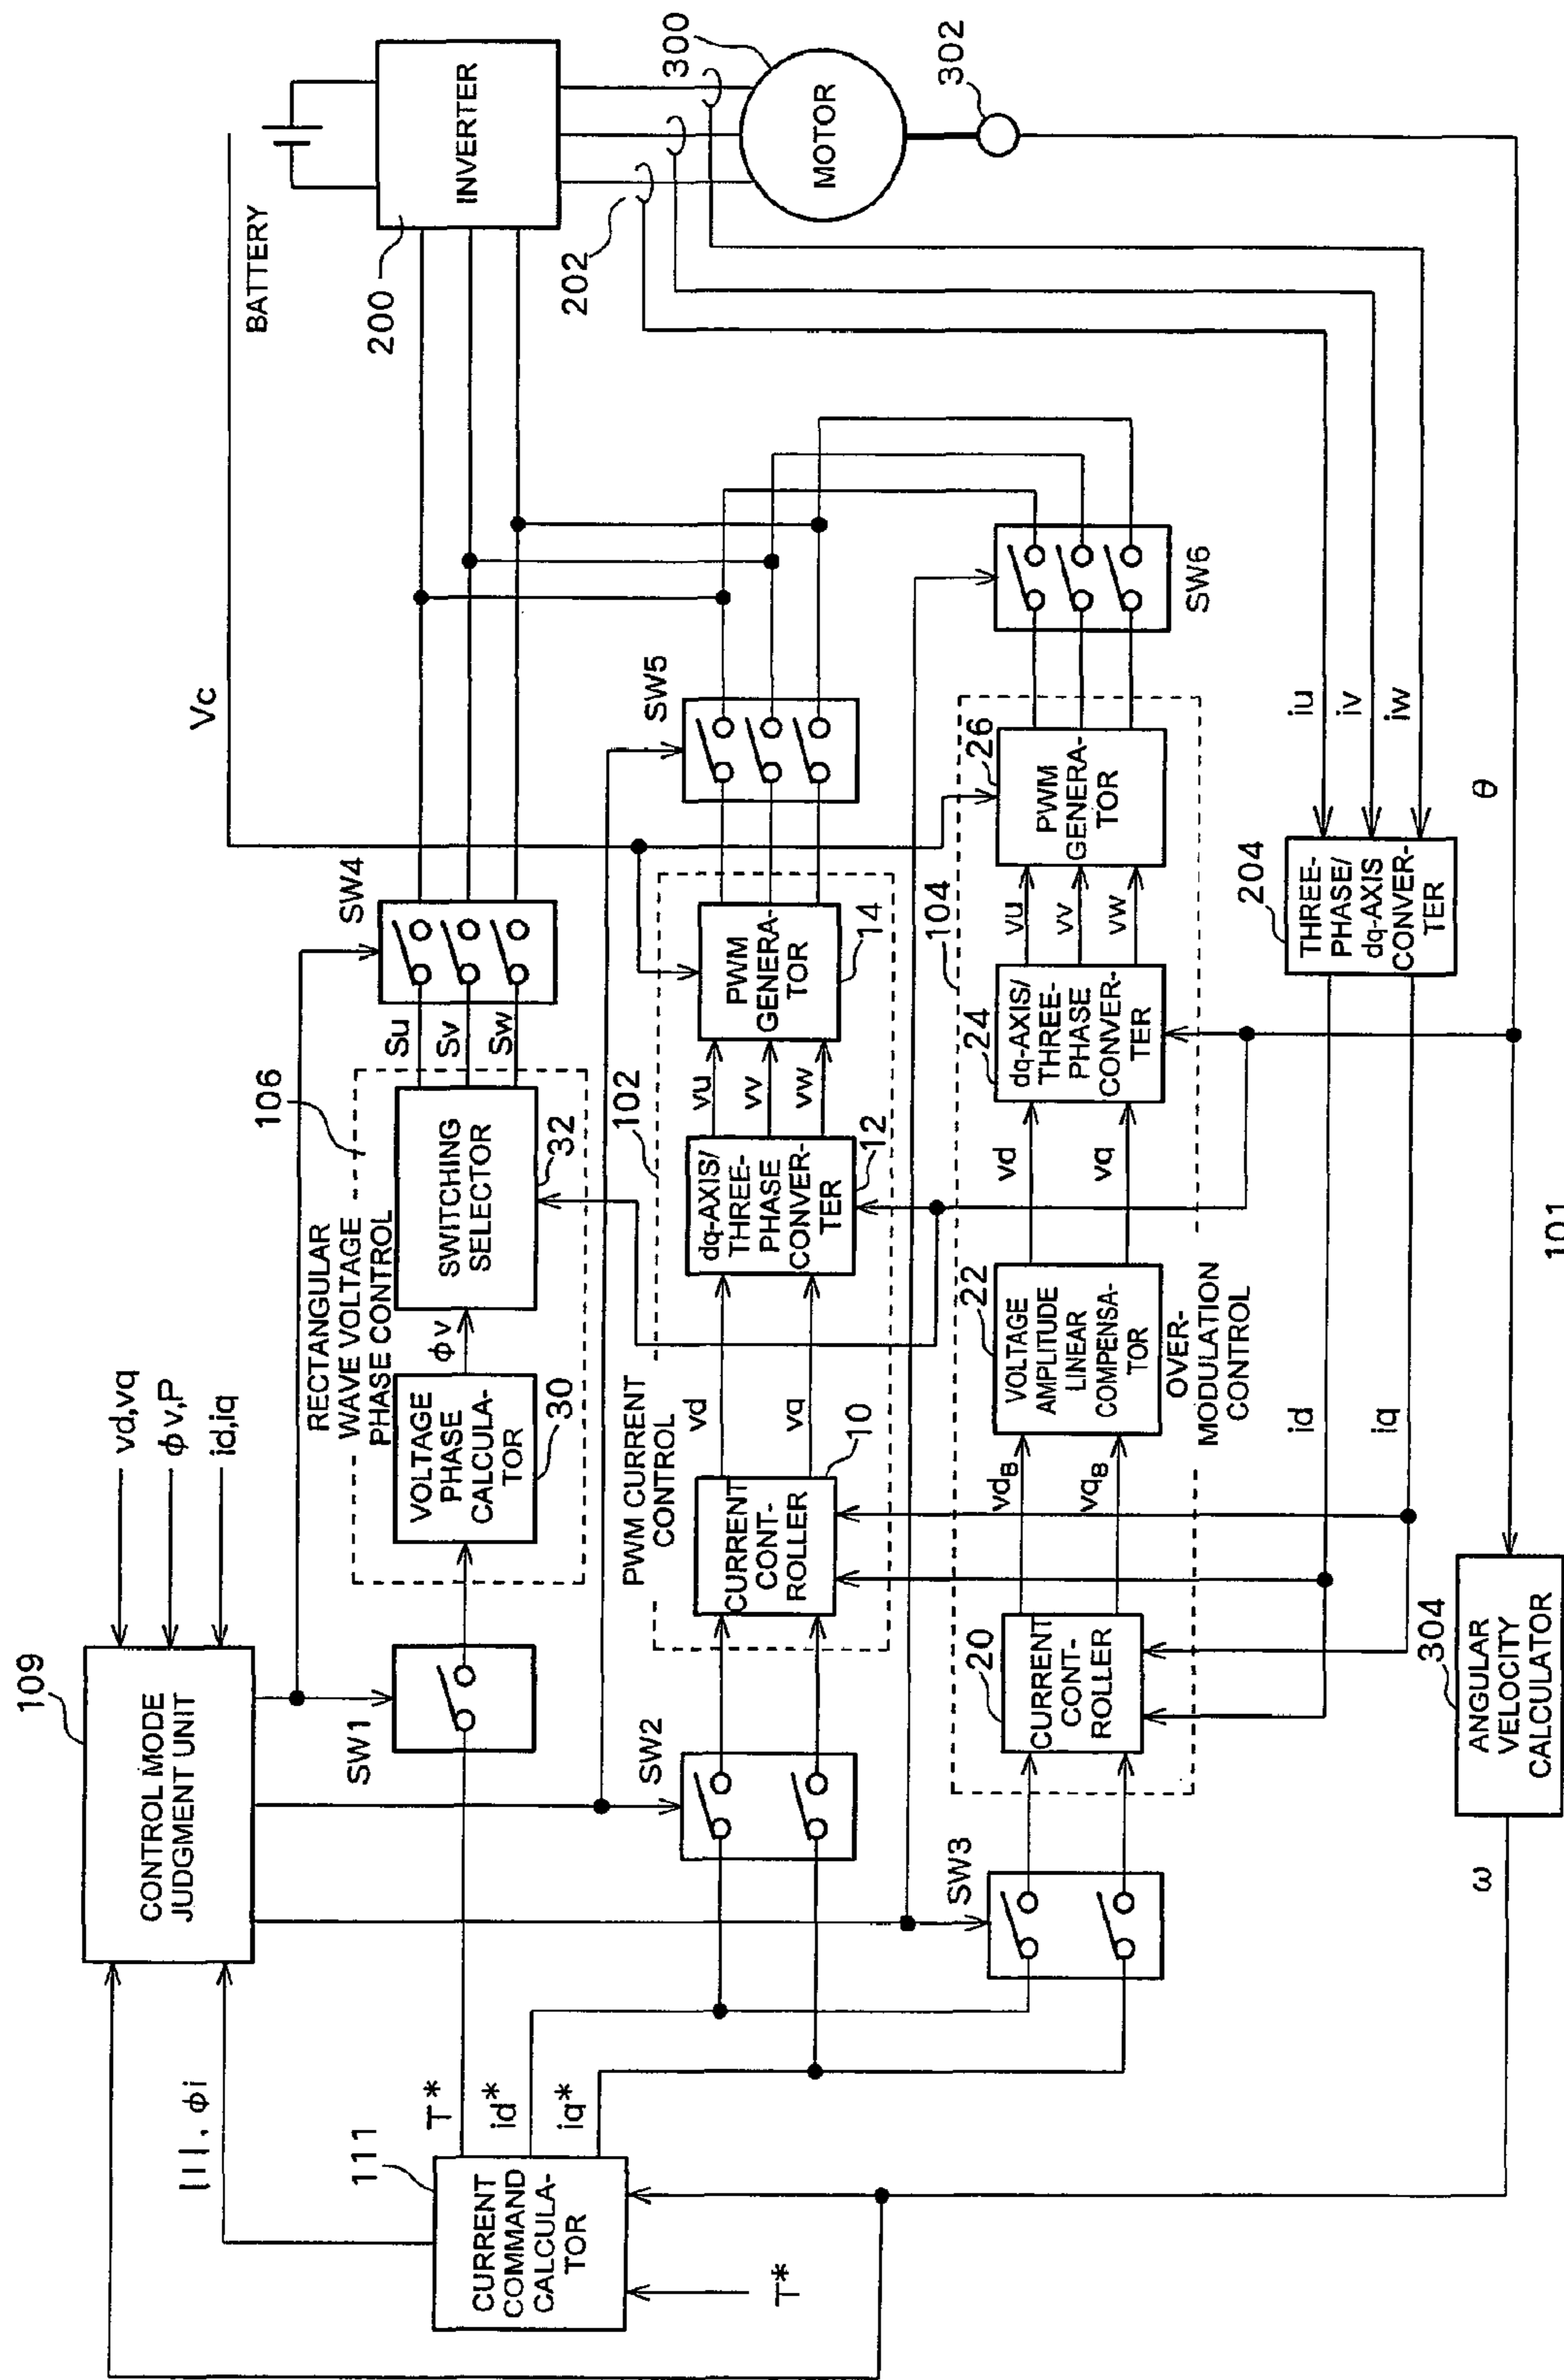 109
CONTROL MODE
JUDGMENT UNIT
vd,vq
ϕv,P
id,iq
|I|, ϕi
111
CURRENT
COMMAND
CALCULA-
TOR
T*
T*
id*
iq*
SW1
SW2
SW3
RECTANGULAR
WAVE VOLTAGE
PHASE CONTROL
106
VOLTAGE
PHASE
CALCULA-
TOR
30
ϕv
SWITCHING
SELECTOR
32
Su
Sv
Sw
SW4
PWM CURRENT
CONTROL
102
CURRENT
CONT-
ROLLER
10
vd
vq
dq-AXIS/
THREE-
PHASE
CONVER-
TER
12
vu
vv
vw
PWM
GENERA-
TOR
14
SW5
Vc
BATTERY
200
INVERTER
202
300
MOTOR
302
20
CURRENT
CONT-
ROLLER
vdB
vqB
22
VOLTAGE
AMPLITUDE
LINEAR
COMPENSA-
TOR
OVER-
MODULATION
CONTROL
vd
vq
24
dq-AXIS/
THREE-
PHASE
CONVER-
TER
104
vu
vv
vw
26
PWM
GENERA-
TOR
SW6
id
iq
204
THREE-
PHASE/
dq-AXIS
CONVER-
TER
iu
iv
iw
θ
304
ANGULAR
VELOCITY
CALCULATOR
ω
101